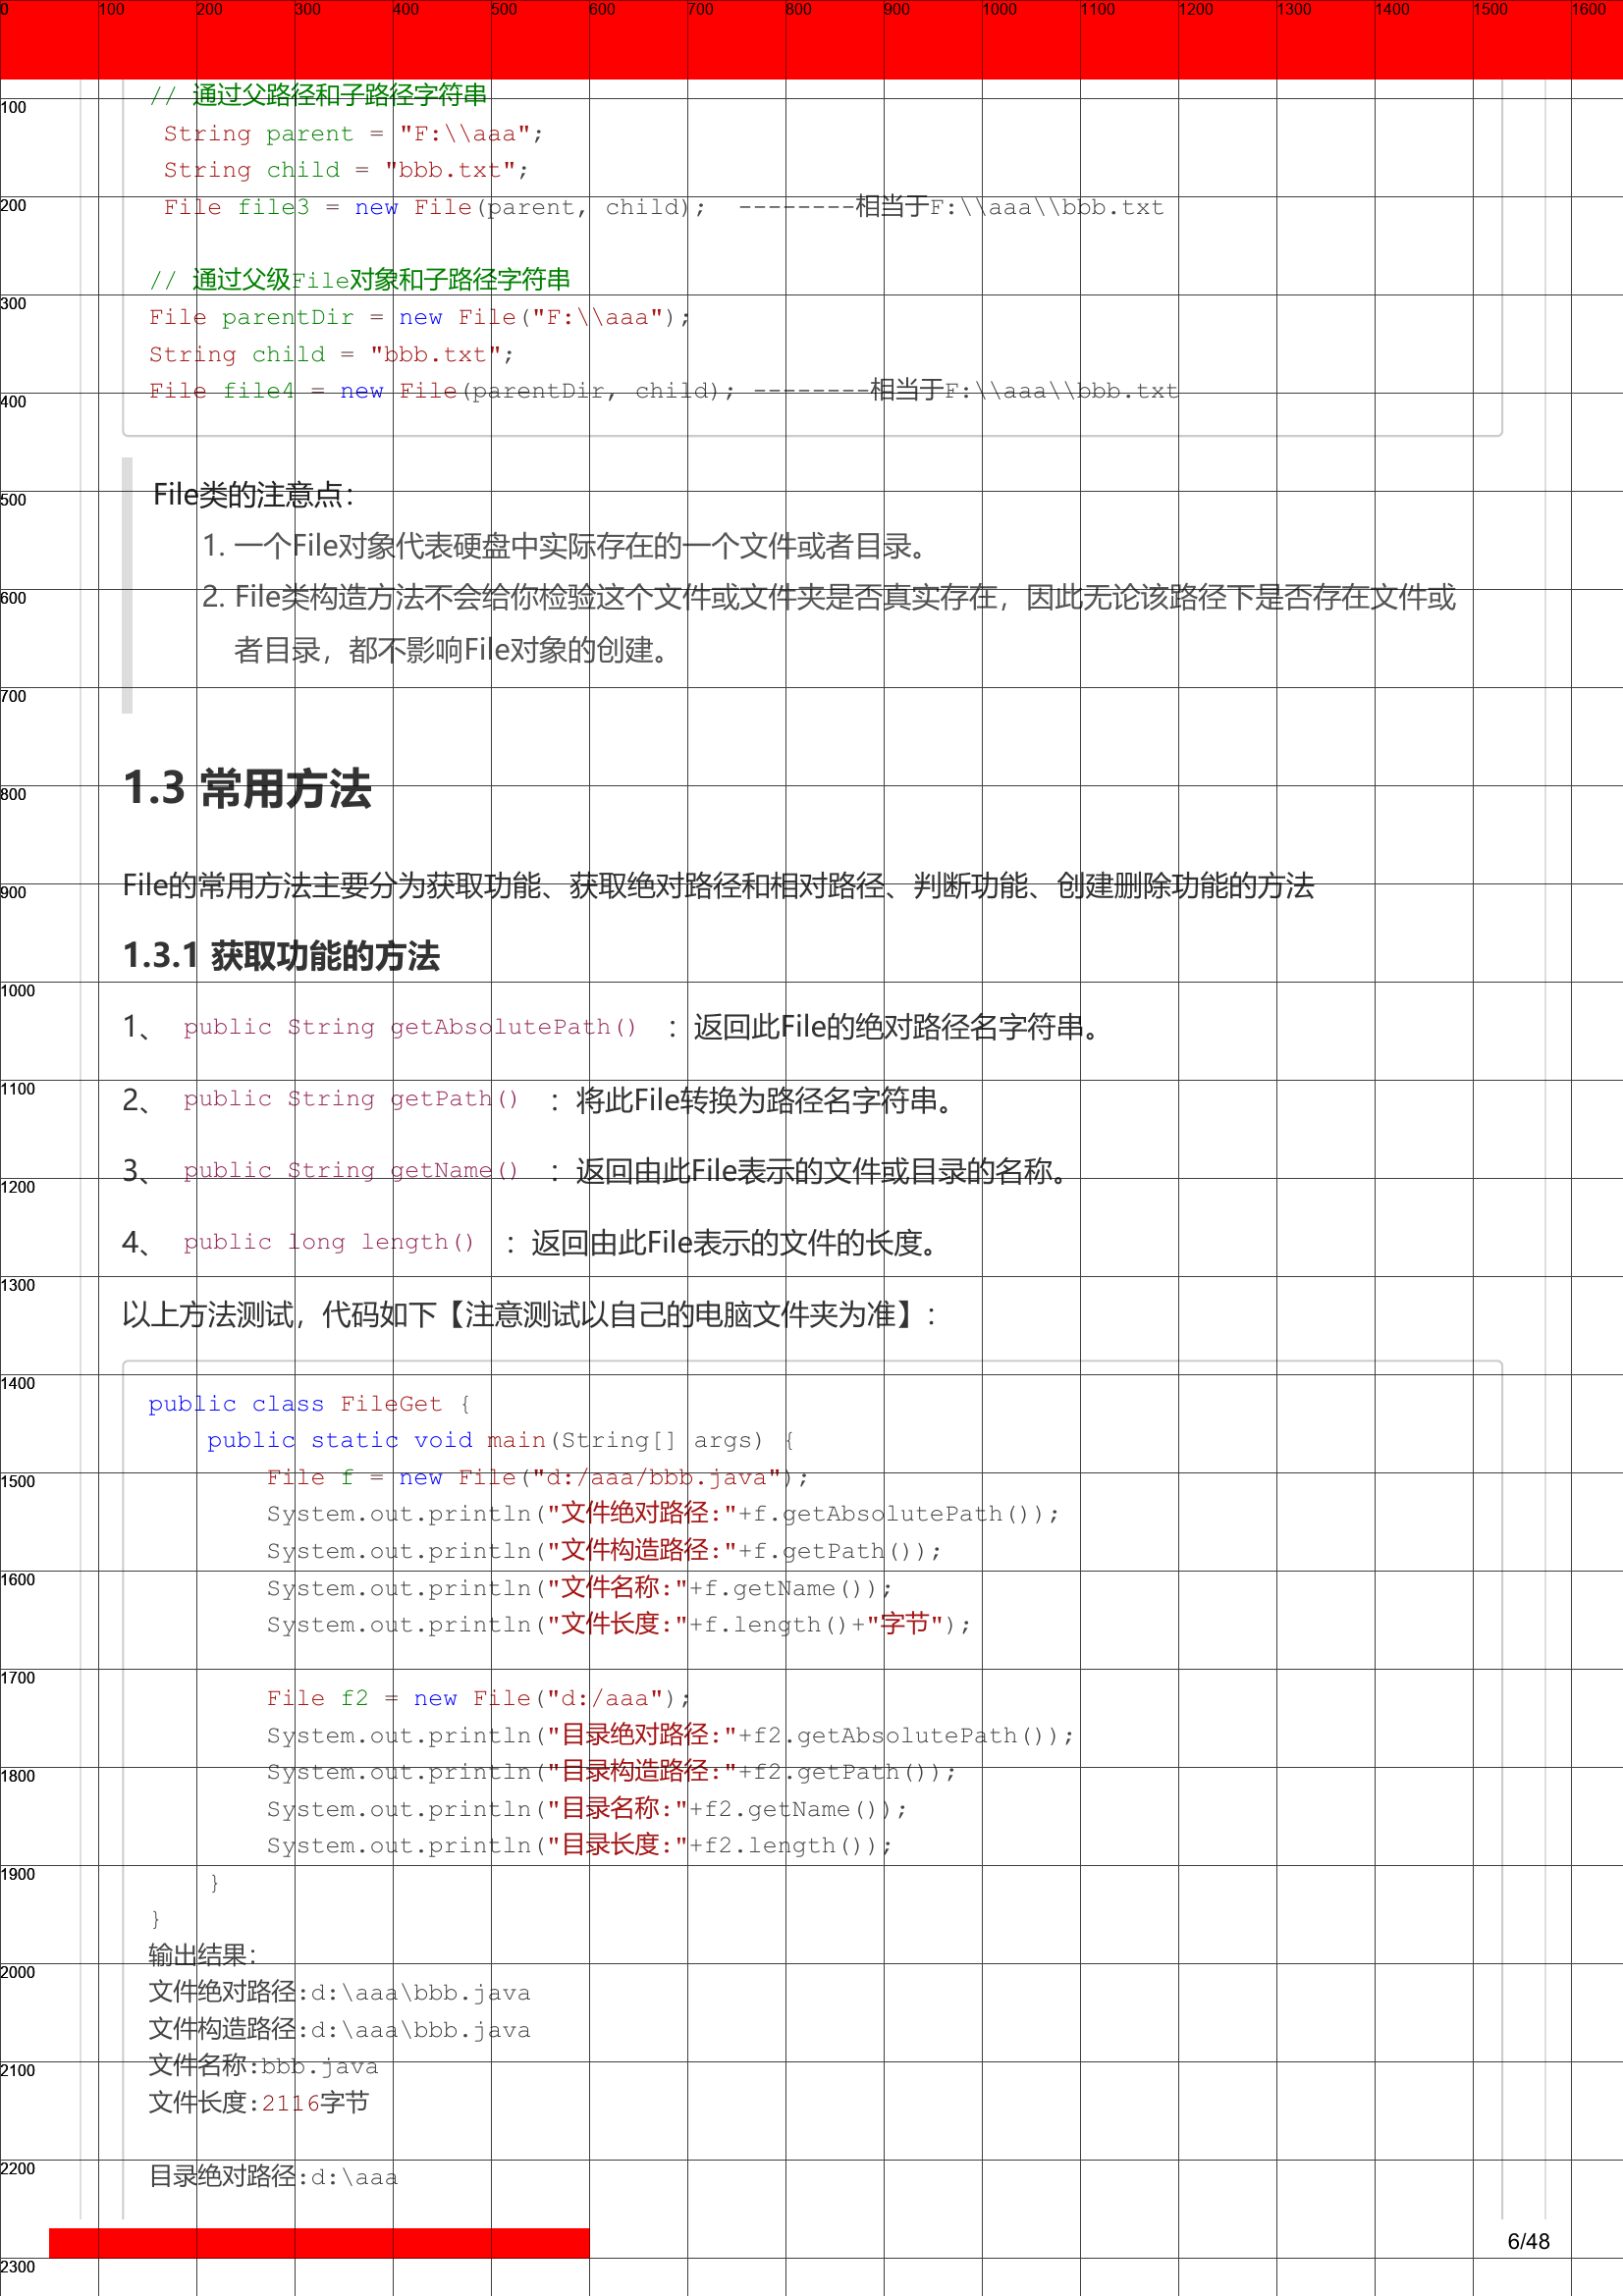 0 100 200 300 400 500 600 700 800 900 1000 1100 1200 1300 1400 1500 1600
// 通过父路径和子路径字符串
100
String parent = "F:\\aaa";
String child = "bbb.txt";
200
File file3 = new File(parent, child);  --------相当于F:\\aaa\\bbb.txt
// 通过父级File对象和子路径字符串
300
File parentDir = new File("F:\\aaa");
String child = "bbb.txt";
File file4 = new File(parentDir, child); --------相当于F:\\aaa\\bbb.txt
400
File类的注意点：
500
1. 一个File对象代表硬盘中实际存在的一个文件或者目录。
2. File类构造方法不会给你检验这个文件或文件夹是否真实存在，因此无论该路径下是否存在文件或
600
者目录，都不影响File对象的创建。
700
1.3 常用方法
800
File的常用方法主要分为获取功能、获取绝对路径和相对路径、判断功能、创建删除功能的方法
900
1.3.1 获取功能的方法
1000
1、 public String getAbsolutePath() ：返回此File的绝对路径名字符串。
1100
2、 public String getPath() ：将此File转换为路径名字符串。
3、 public String getName() ：返回由此File表示的文件或目录的名称。
1200
4、 public long length() ：返回由此File表示的文件的长度。
1300
以上方法测试，代码如下【注意测试以自己的电脑文件夹为准】：
1400
public class FileGet {
public static void main(String[] args) {
File f = new File("d:/aaa/bbb.java");
1500
System.out.println("文件绝对路径:"+f.getAbsolutePath());
System.out.println("文件构造路径:"+f.getPath());
1600
System.out.println("文件名称:"+f.getName());
System.out.println("文件长度:"+f.length()+"字节");
1700
File f2 = new File("d:/aaa");
System.out.println("目录绝对路径:"+f2.getAbsolutePath());
System.out.println("目录构造路径:"+f2.getPath());
1800
System.out.println("目录名称:"+f2.getName());
System.out.println("目录长度:"+f2.length());
1900
}
}
输出结果：
2000
文件绝对路径:d:\aaa\bbb.java
文件构造路径:d:\aaa\bbb.java
文件名称:bbb.java
2100
文件长度:2116字节
目录绝对路径:d:\aaa
2200
6/48
2300